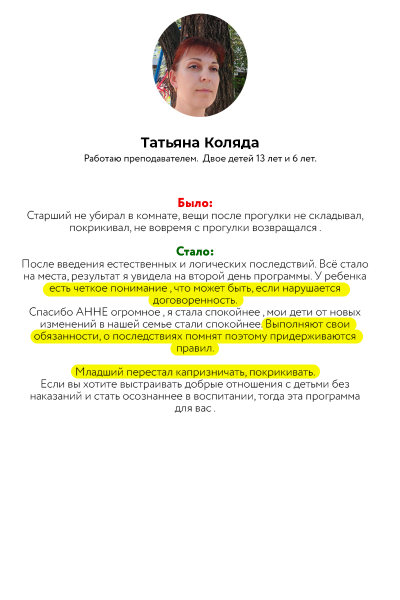 Татьяна Коляда
Работаю преподавателем. Двое детей 13 лет и 6 лет.
Было:
Старший не убирал в комнате, вещи после прогулки не складывал,
покрикивал, не вовремя с прогулки возвращался .
Стало:
После введения естественных и логических последствий. Всё стало
на места, результат я увидела на второй день программы. У ребенка
есть четкое понимание , что может быть, если нарушается
договоренность.
Спасибо АННЕ огромное , я стала спокойнее , мои дети от новых
изменений в нашей семье стали спокойнее. Выполняют свои
обязанности, о последствиях помнят поэтому придерживаются
правил.
Младший перестал капризничать, покрикивать.
Если вы хотите выстраивать добрые отношения с детьми без
наказаний и стать осознаннее в воспитании, тогда эта программа
для вас .